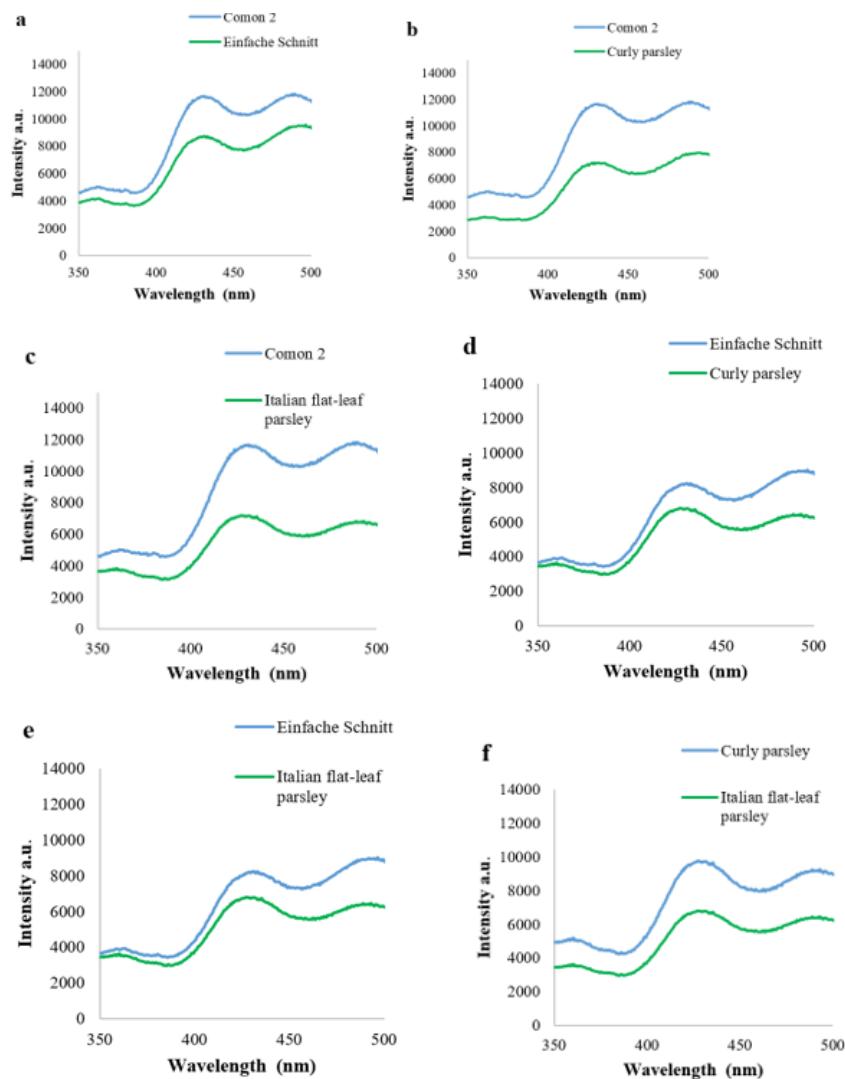 a
Comon 2
Einfache Schnitt
14000
12000
10000
8000
6000
4000
2000
0
Intensity a.u.
350
400
450
500
Wavelength (nm)
b
Comon 2
Curly parsley
14000
12000
10000
8000
6000
4000
2000
0
Intensity a.u.
350
400
450
500
Wavelength (nm)
c
Comon 2
Italian flat-leaf
parsley
14000
12000
10000
8000
6000
4000
2000
0
Intensity a.u.
350
400
450
500
Wavelength (nm)
d
Einfache Schnitt
Curly parsley
14000
12000
10000
8000
6000
4000
2000
0
Intensity a.u.
350
400
450
500
Wavelength (nm)
e
Einfache Schnitt
Italian flat-leaf
parsley
14000
12000
10000
8000
6000
4000
2000
0
Intensity a.u.
350
400
450
500
Wavelength (nm)
f
Curly parsley
Italian flat-leaf
parsley
14000
12000
10000
8000
6000
4000
2000
0
Intensity a.u.
350
400
450
500
Wavelength (nm)